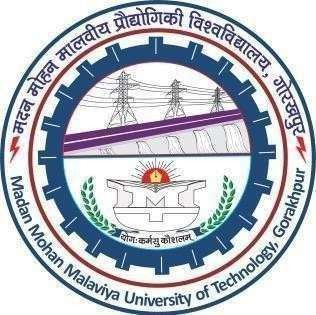 मदन मोहन मालवीय प्रौद्योगिकी विश्वविद्यालय, गोरखपुर
योगः कर्मसु कौशलम्
Madan Mohan Malaviya University of Technology, Gorakhpur